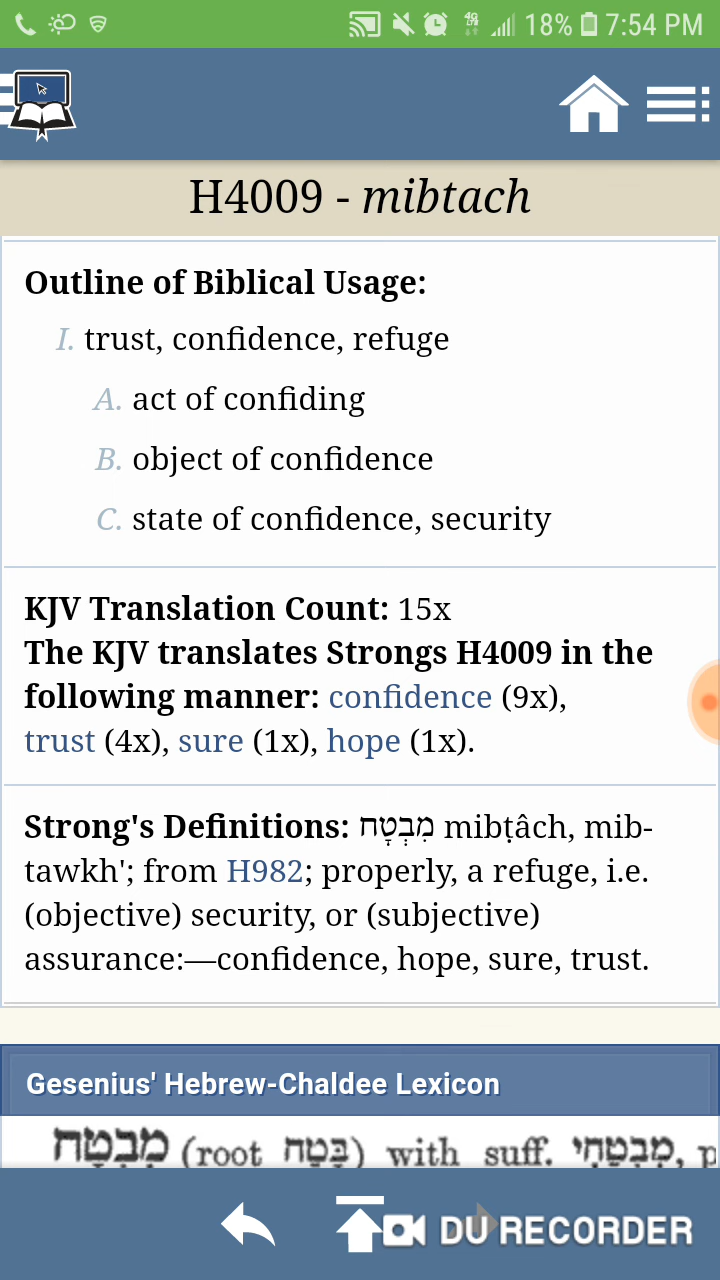 18% 7:54 PM
H4009 - mibtach
Outline of Biblical Usage:
I. trust, confidence, refuge
A. act of confiding
B. object of confidence
C. state of confidence, security
KJV Translation Count: 15x
The KJV translates Strongs H4009 in the
following manner: confidence (9x),
trust (4x), sure (1x), hope (1x).
Strong's Definitions: מִבְטָח mibṭâch, mib-
tawkh'; from H982; properly, a refuge, i.e.
(objective) security, or (subjective)
assurance:—confidence, hope, sure, trust.
Gesenius' Hebrew-Chaldee Lexicon
מִבְטָח (root בָּטַח) with suff. מִבְטַחִי, p
DU RECORDER